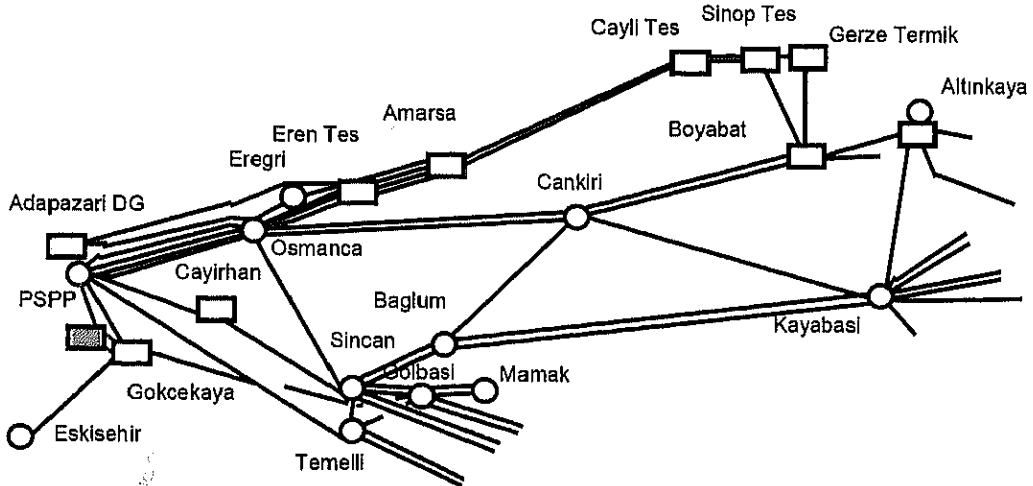 Sinop Tes
Cayli Tes
Gerze Termik
Altınkaya
Amarsa
Boyabat
Eren Tes
Eregri
Cankiri
Adapazari DG
Osmanca
Cayirhan
PSPP
Baglum
Kayabasi
Sincan
Golbasi
Mamak
Gokcekaya
Eskisehir
Temelli